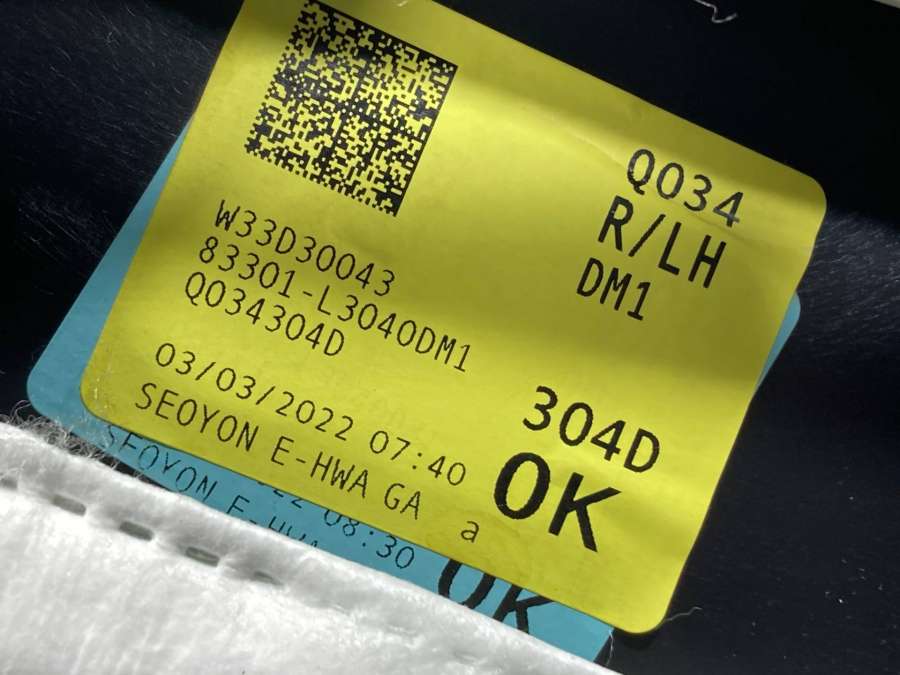 Q034
R/LH
DM1
W33D30043
83301-L3040DM1
Q034304D
03/03/2022 07:40
SEOYON E-HWA GA
a
304D
OK
08:30
SEOYON E-HWA
OK